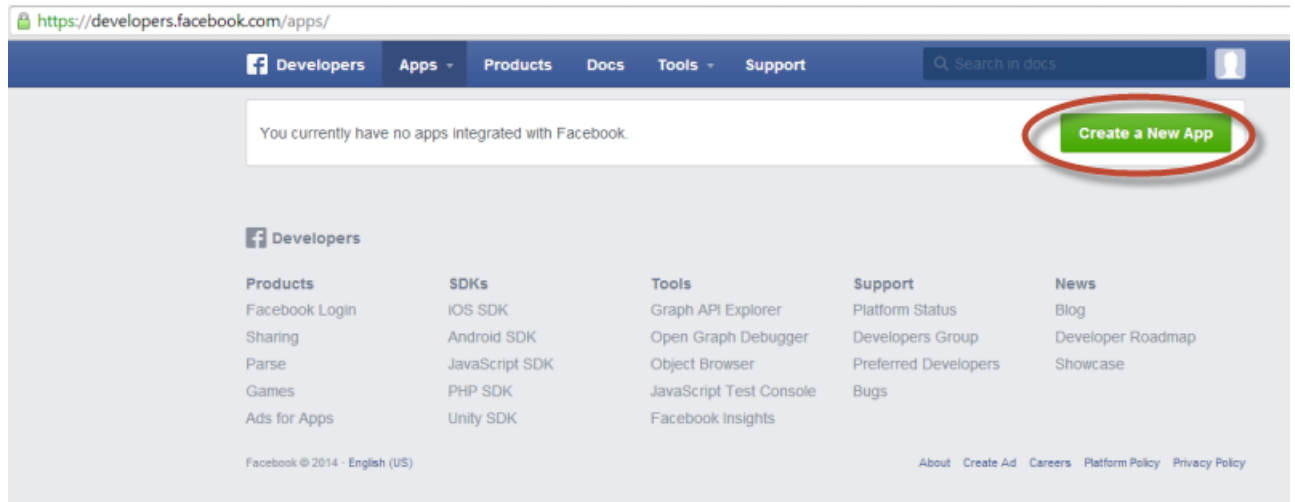 https://developers.facebook.com/apps/
f Developers Apps Products Docs Tools Support Search in docs
You currently have no apps integrated with Facebook. Create a New App
f Developers
Products SDKs Tools Support News
Facebook Login iOS SDK Graph API Explorer Platform Status Blog
Sharing Android SDK Open Graph Debugger Developers Group Developer Roadmap
Parse JavaScript SDK Object Browser Preferred Developers Showcase
Games PHP SDK JavaScript Test Console Bugs
Ads for Apps Unity SDK Facebook Insights
Facebook © 2014 · English (US) About Create Ad Careers Platform Policy Privacy Policy